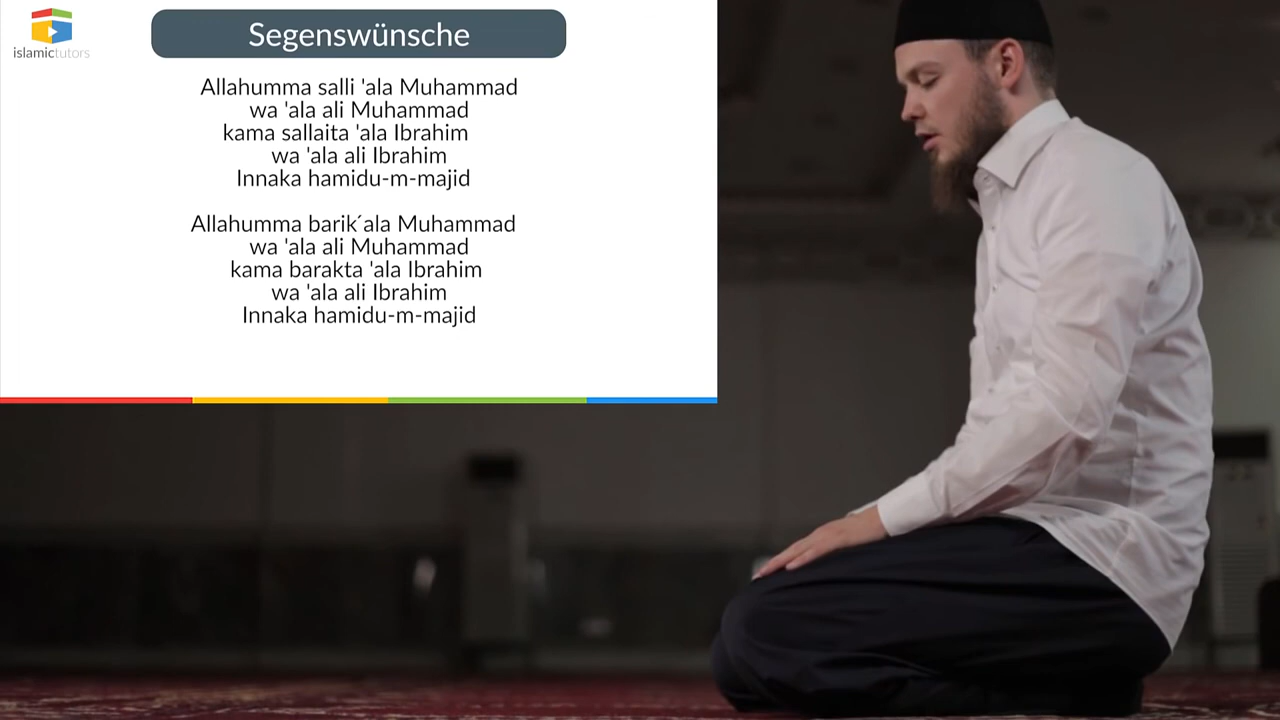 islamictutors
Segenswünsche
Allahumma salli 'ala Muhammad
wa 'ala ali Muhammad
kama sallaita 'ala Ibrahim
wa 'ala ali Ibrahim
Innaka hamidu-m-majid
Allahumma barik´ala Muhammad
wa 'ala ali Muhammad
kama barakta 'ala Ibrahim
wa 'ala ali Ibrahim
Innaka hamidu-m-majid